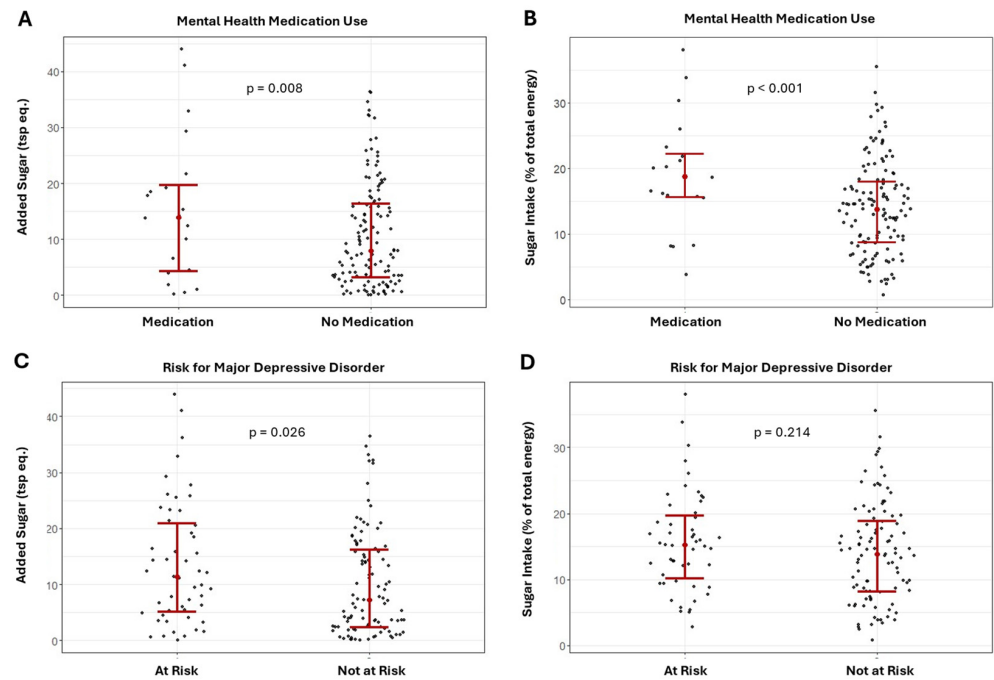 A
Mental Health Medication Use
Added Sugar (tsp eq.)
40
30
20
10
0
p = 0.008
Medication
No Medication
B
Mental Health Medication Use
Sugar Intake (% of total energy)
30
20
10
0
p < 0.001
Medication
No Medication
C
Risk for Major Depressive Disorder
Added Sugar (tsp eq.)
40
30
20
10
0
p = 0.026
At Risk
Not at Risk
D
Risk for Major Depressive Disorder
Sugar Intake (% of total energy)
30
20
10
0
p = 0.214
At Risk
Not at Risk